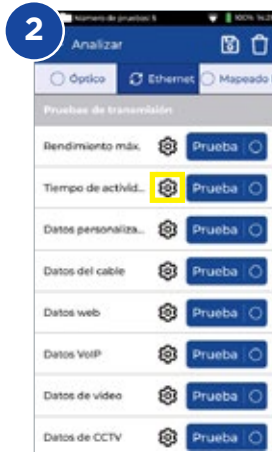 2
Número de pruebas: 5 100% 14:21
Analizar
Óptico Ethernet Mapeado
Pruebas de transmisión
Rendimiento máx. Prueba
Tiempo de activid... Prueba
Datos personaliza... Prueba
Datos del cable Prueba
Datos web Prueba
Datos VoIP Prueba
Datos de vídeo Prueba
Datos de CCTV Prueba